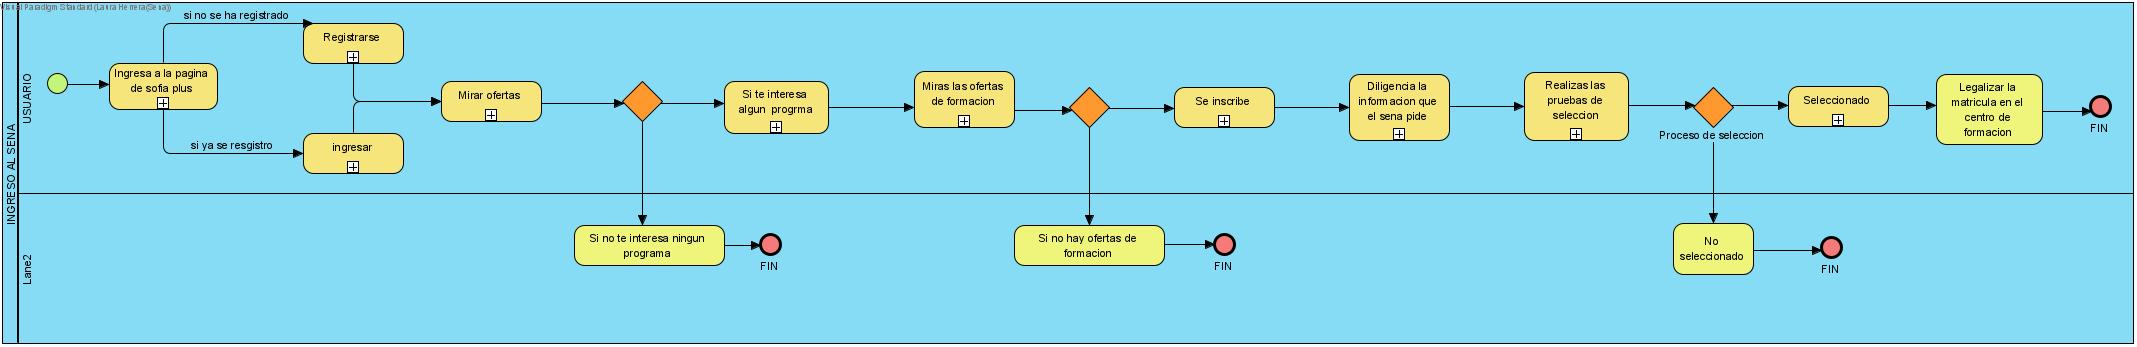 Visual Paradigm Standard (Laura Herrera(Sena))
INGRESO AL SENA
USUARIO
Ingresa a la pagina
de sofia plus
si no se ha registrado
Registrarse
si ya se resgistro
ingresar
Mirar ofertas
Si te interesa
algun progrma
Miras las ofertas
de formacion
Se inscribe
Diligencia la
informacion que
el sena pide
Realizas las
pruebas de
seleccion
Proceso de seleccion
Seleccionado
Legalizar la
matricula en el
centro de
formacion
FIN
Lane2
Si no te interesa ningun
programa
FIN
Si no hay ofertas de
formacion
FIN
No
seleccionado
FIN